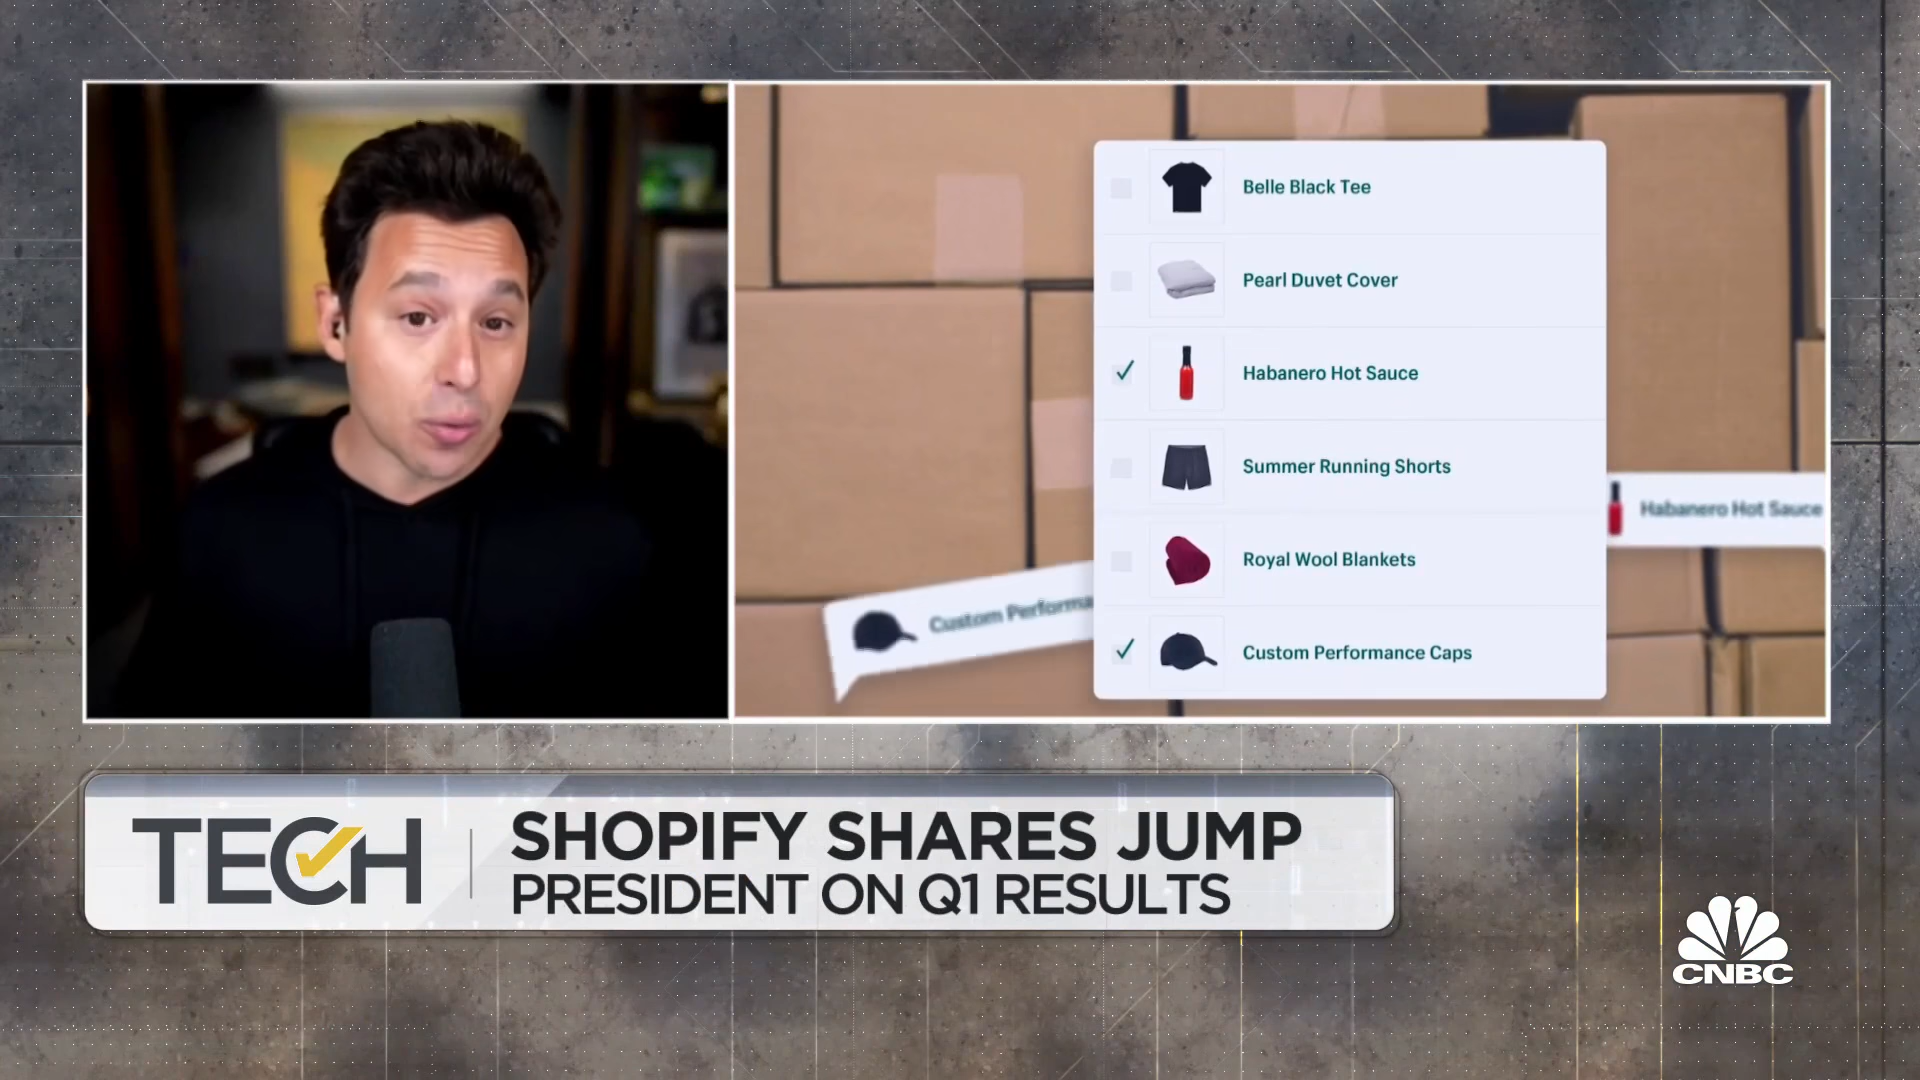 Belle Black Tee
Pearl Duvet Cover
Habanero Hot Sauce
Summer Running Shorts
Royal Wool Blankets
Custom Performance Caps
Habanero Hot Sauce
Custom Performa
TECH
SHOPIFY SHARES JUMP
PRESIDENT ON Q1 RESULTS
CNBC